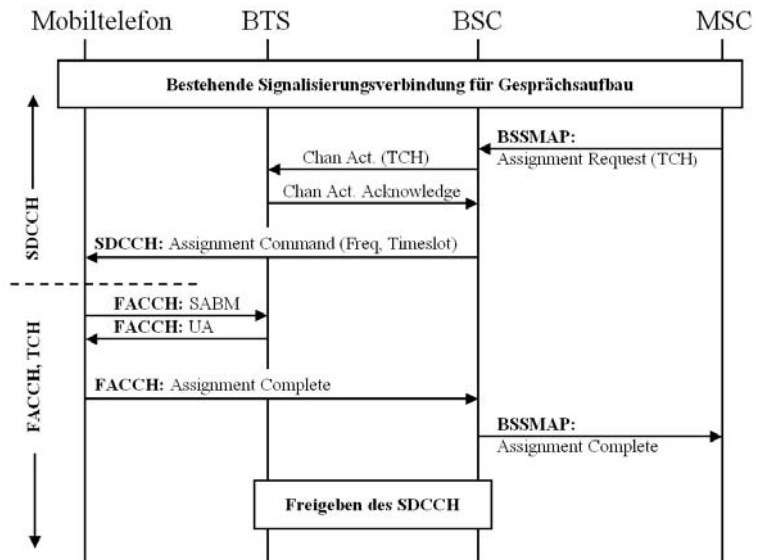 Mobiltelefon BTS BSC MSC
Bestehende Signalisierungsverbindung für Gesprächsaufbau
BSSMAP:
Assignment Request (TCH)
Chan Act. (TCH)
Chan Act. Acknowledge
SDCCH: Assignment Command (Freq, Timeslot)
SDCCH
FACCH: SABM
FACCH: UA
FACCH: Assignment Complete
BSSMAP:
Assignment Complete
FACCH, TCH
Freigeben des SDCCH